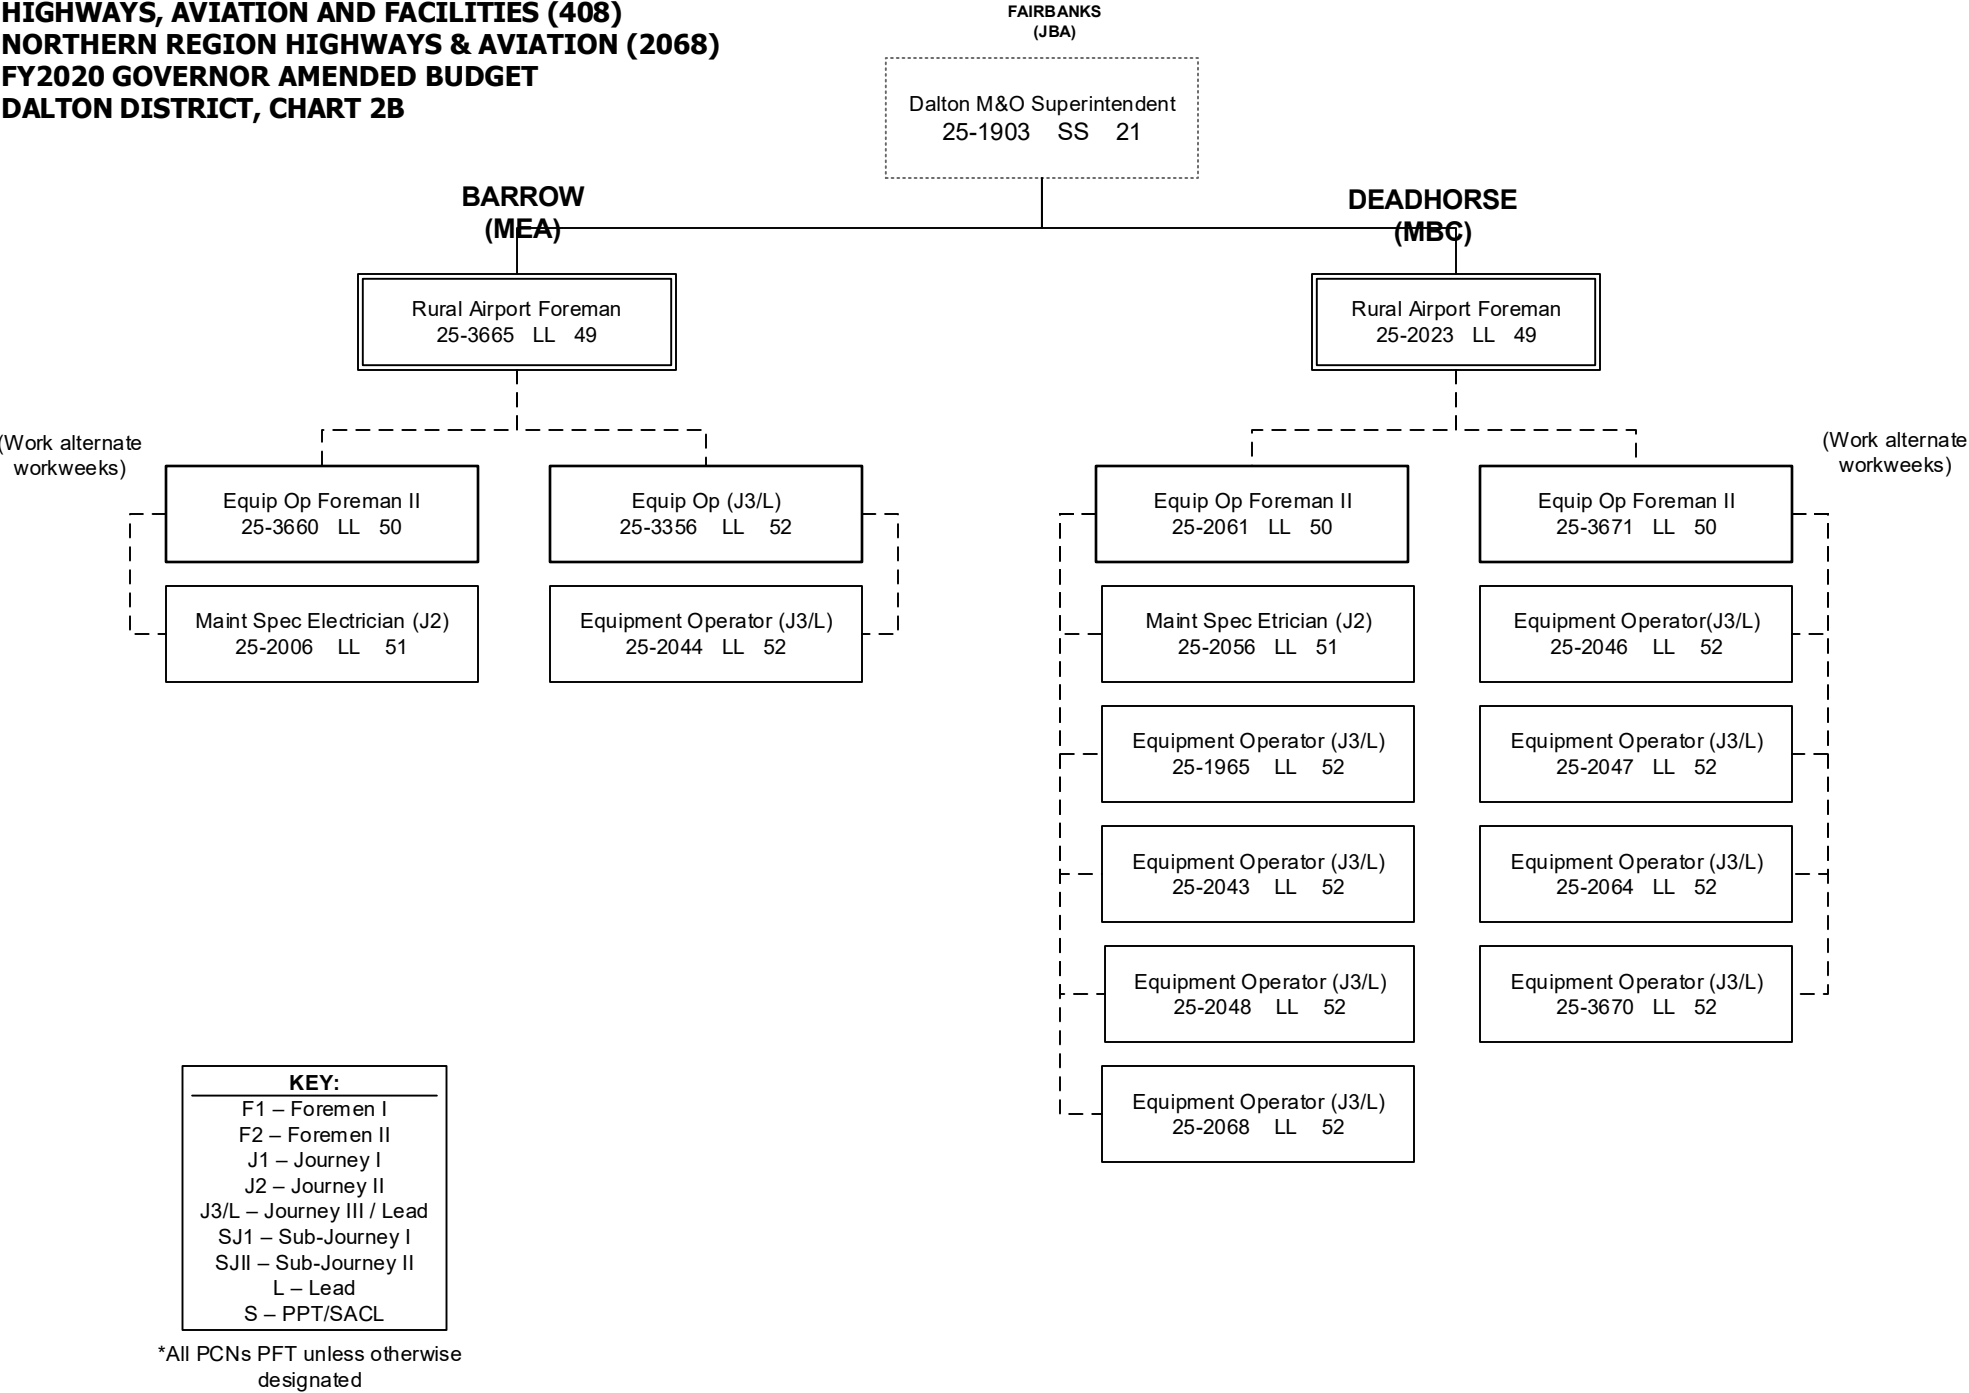 HIGHWAYS, AVIATION AND FACILITIES (408)
NORTHERN REGION HIGHWAYS & AVIATION (2068)
FY2020 GOVERNOR AMENDED BUDGET
DALTON DISTRICT, CHART 2B
FAIRBANKS
(JBA)
Dalton M&O Superintendent
25-1903 SS 21
BARROW
(MEA)
DEADHORSE
(MBC)
Rural Airport Foreman
25-3665 LL 49
Rural Airport Foreman
25-2023 LL 49
(Work alternate
workweeks)
Equip Op Foreman II
25-3660 LL 50
Equip Op (J3/L)
25-3356 LL 52
Equip Op Foreman II
25-2061 LL 50
Equip Op Foreman II
25-3671 LL 50
(Work alternate
workweeks)
Maint Spec Electrician (J2)
25-2006 LL 51
Equipment Operator (J3/L)
25-2044 LL 52
Maint Spec Etrician (J2)
25-2056 LL 51
Equipment Operator(J3/L)
25-2046 LL 52
Equipment Operator (J3/L)
25-1965 LL 52
Equipment Operator (J3/L)
25-2047 LL 52
Equipment Operator (J3/L)
25-2043 LL 52
Equipment Operator (J3/L)
25-2064 LL 52
Equipment Operator (J3/L)
25-2048 LL 52
Equipment Operator (J3/L)
25-3670 LL 52
Equipment Operator (J3/L)
25-2068 LL 52
KEY:
F1 – Foremen I
F2 – Foremen II
J1 – Journey I
J2 – Journey II
J3/L – Journey III / Lead
SJ1 – Sub-Journey I
SJII – Sub-Journey II
L – Lead
S – PPT/SACL
*All PCNs PFT unless otherwise
designated